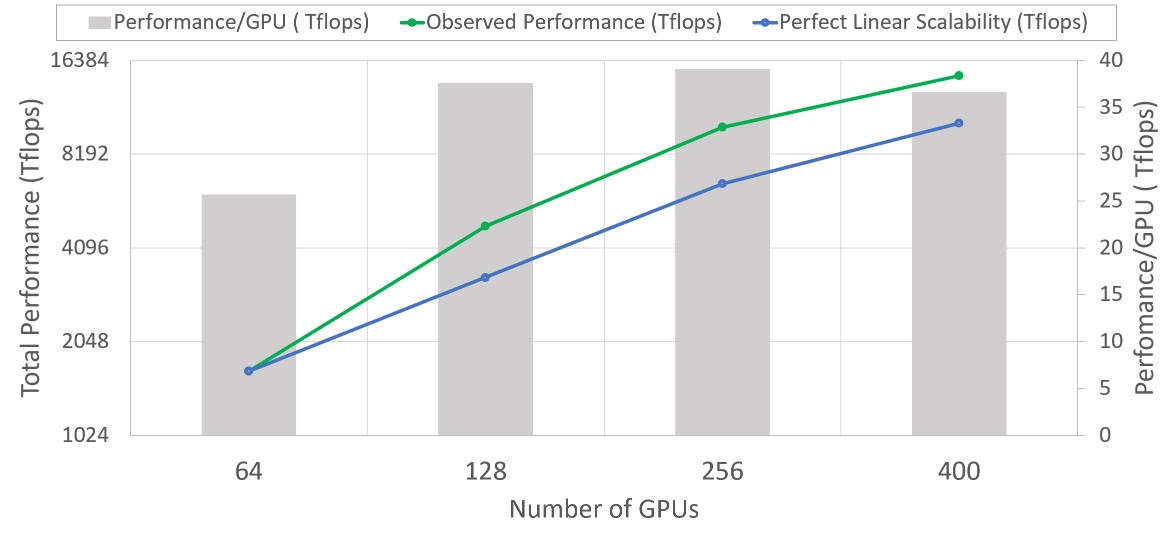 Performance/GPU ( Tflops) Observed Performance (Tflops) Perfect Linear Scalability (Tflops)
16384
8192
4096
2048
1024
Total Performance (Tflops)
40
35
30
25
20
15
10
5
0
Perfomance/GPU ( Tflops)
64 128 256 400
Number of GPUs